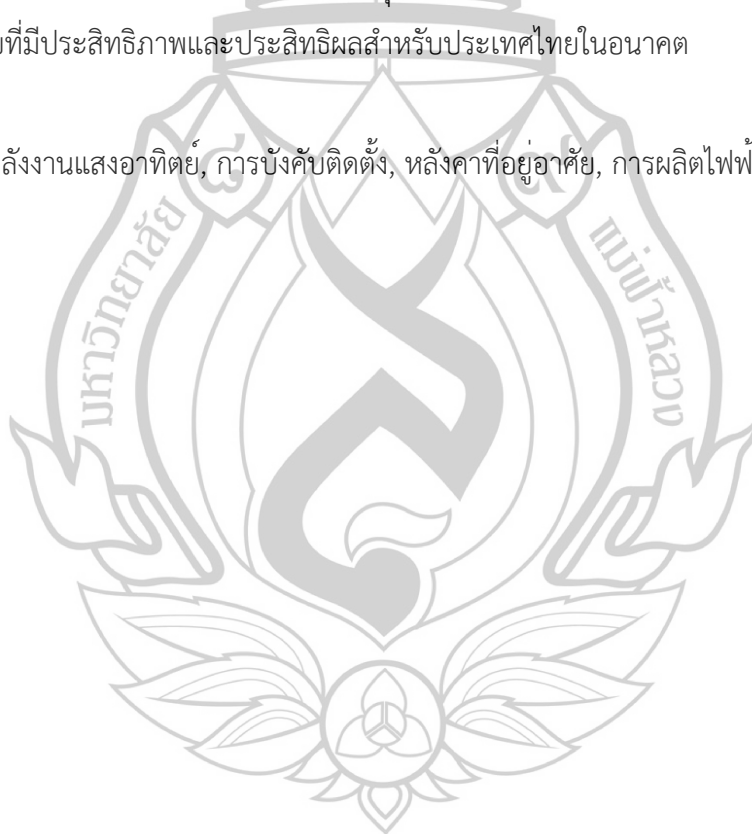 ที่มีประสิทธิภาพและประสิทธิผลสำหรับประเทศไทยในอนาคต
ลังงานแสงอาทิตย์, การบังคับติดตั้ง, หลังคาที่อยู่อาศัย, การผลิตไฟฟ้
๘ ๙
มหาวิทยาลัย
แม่ฟ้าหลวง